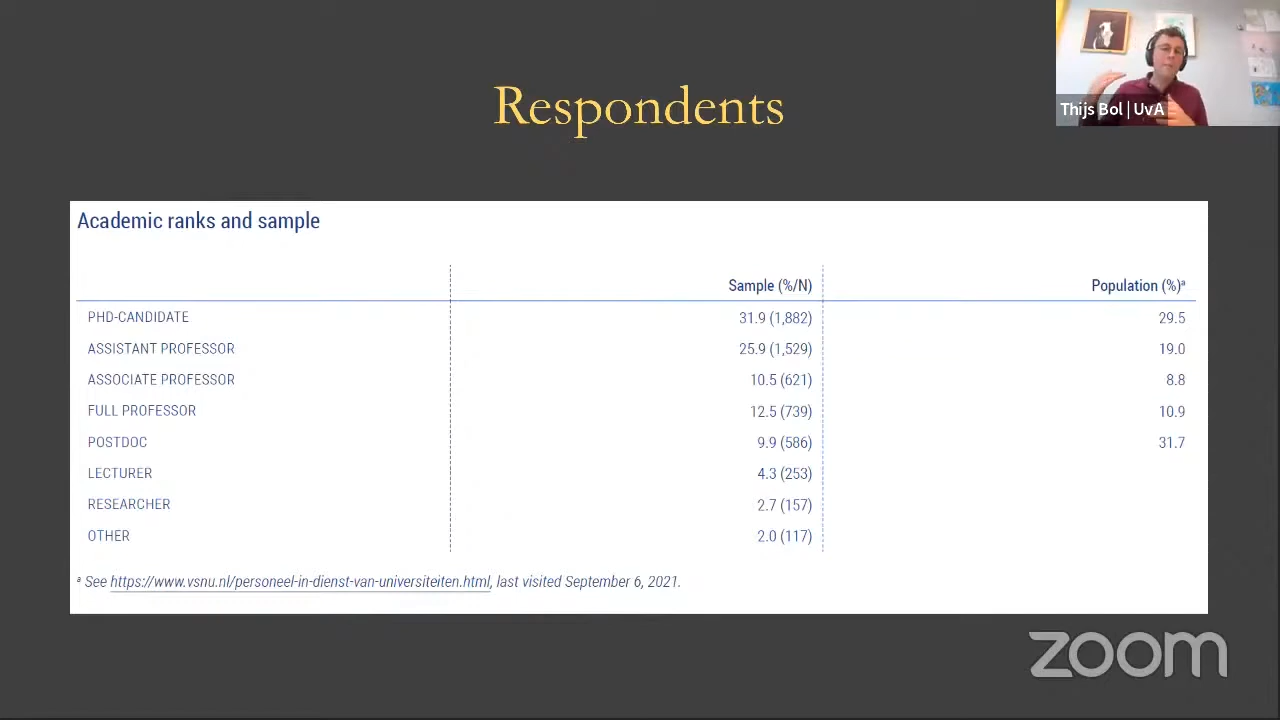 Respondents
Thijs Bol | UvA
Academic ranks and sample
Sample (%/N) Population (%)ᵃ
PHD-CANDIDATE 31.9 (1,882) 29.5
ASSISTANT PROFESSOR 25.9 (1,529) 19.0
ASSOCIATE PROFESSOR 10.5 (621) 8.8
FULL PROFESSOR 12.5 (739) 10.9
POSTDOC 9.9 (586) 31.7
LECTURER 4.3 (253)
RESEARCHER 2.7 (157)
OTHER 2.0 (117)
ᵃ See https://www.vsnu.nl/personeel-in-dienst-van-universiteiten.html, last visited September 6, 2021.
zoom